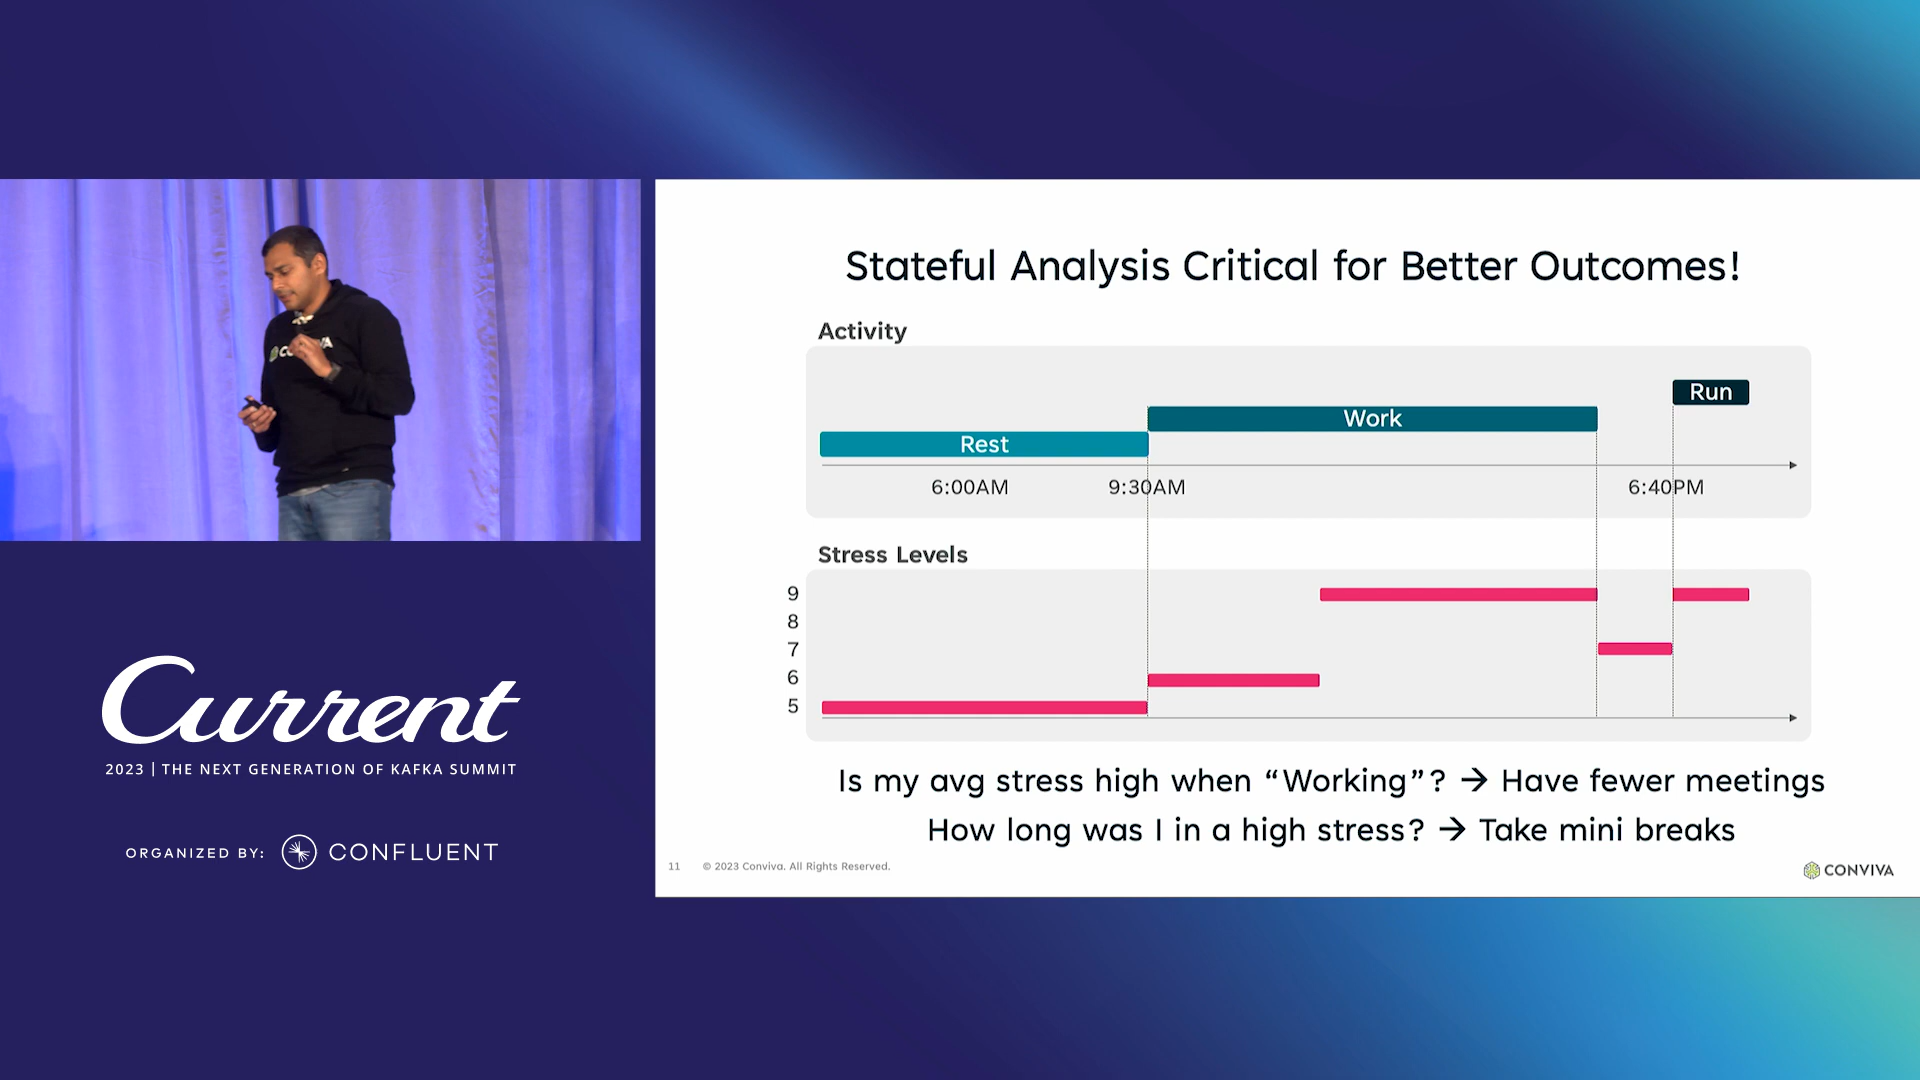 Stateful Analysis Critical for Better Outcomes!
Activity
Run
Work
Rest
6:00AM
9:30AM
6:40PM
Stress Levels
9
8
7
6
5
Is my avg stress high when “Working”? → Have fewer meetings
How long was I in a high stress? → Take mini breaks
11
© 2023 Conviva. All Rights Reserved.
CONVIVA
Current
2023 | THE NEXT GENERATION OF KAFKA SUMMIT
ORGANIZED BY:
CONFLUENT